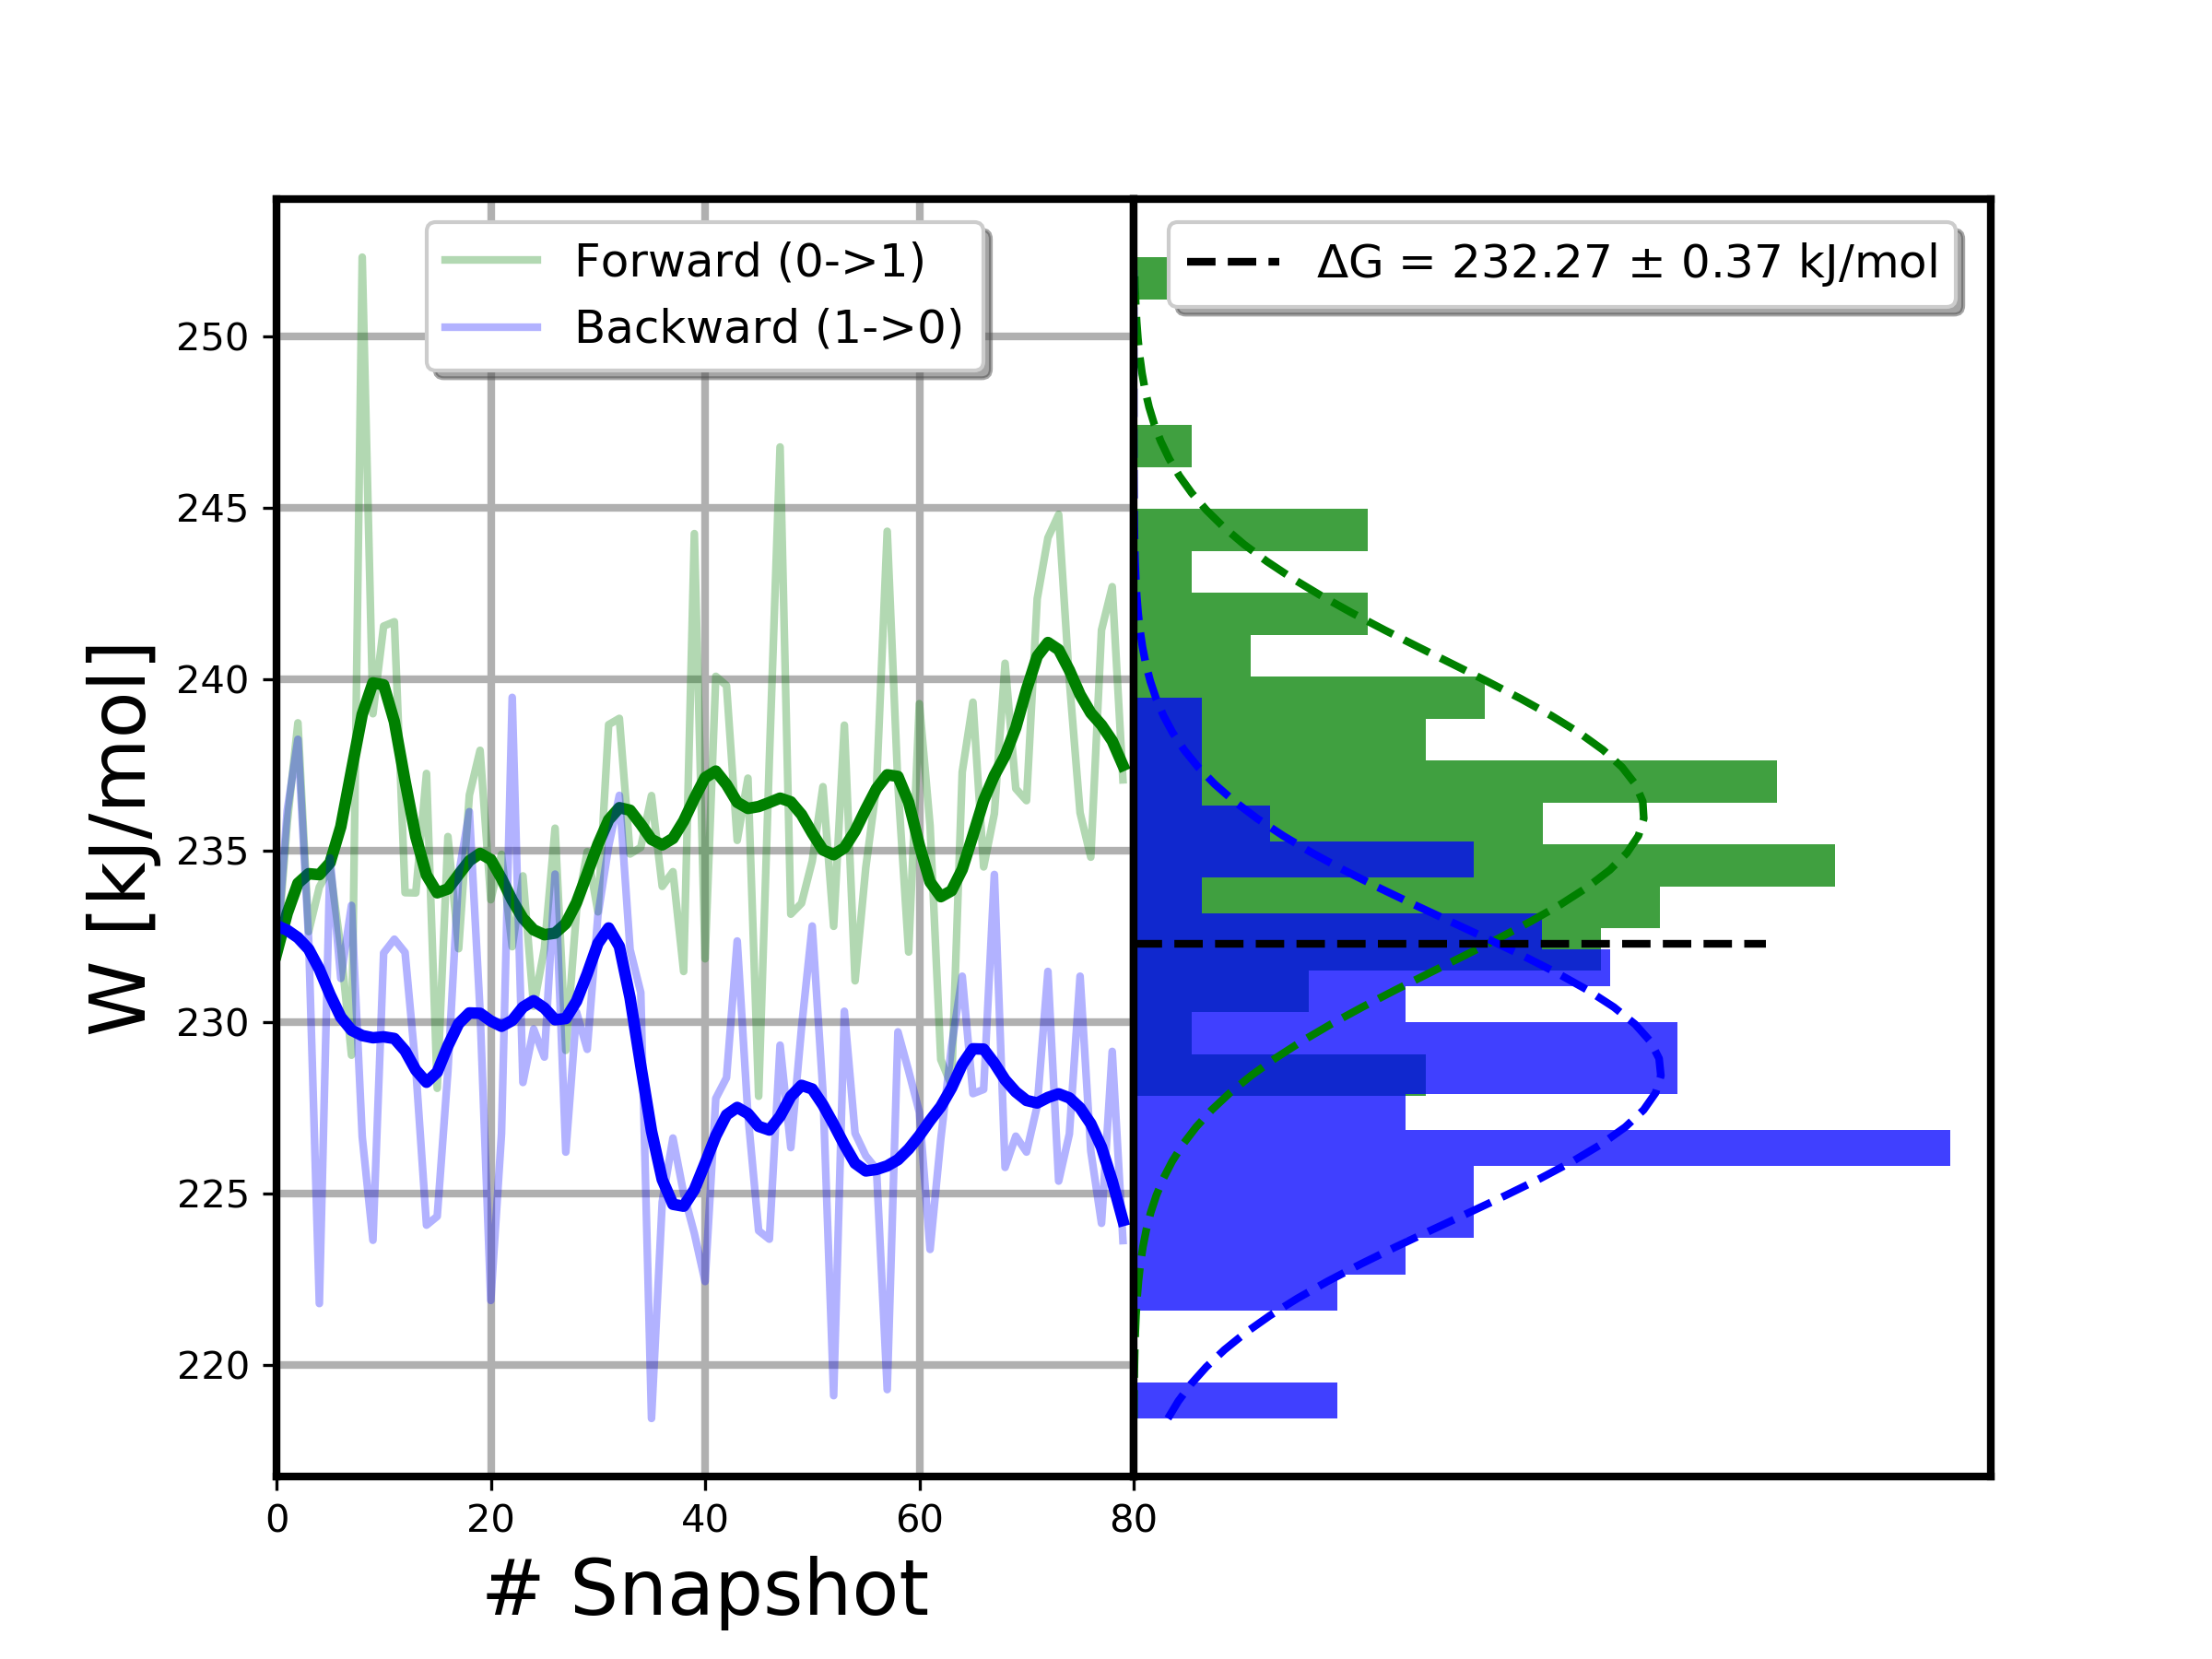 Forward (0->1)
Backward (1->0)
ΔG = 232.27 ± 0.37 kJ/mol
W [kJ/mol]
250
245
240
235
230
225
220
0 20 40 60 80
# Snapshot